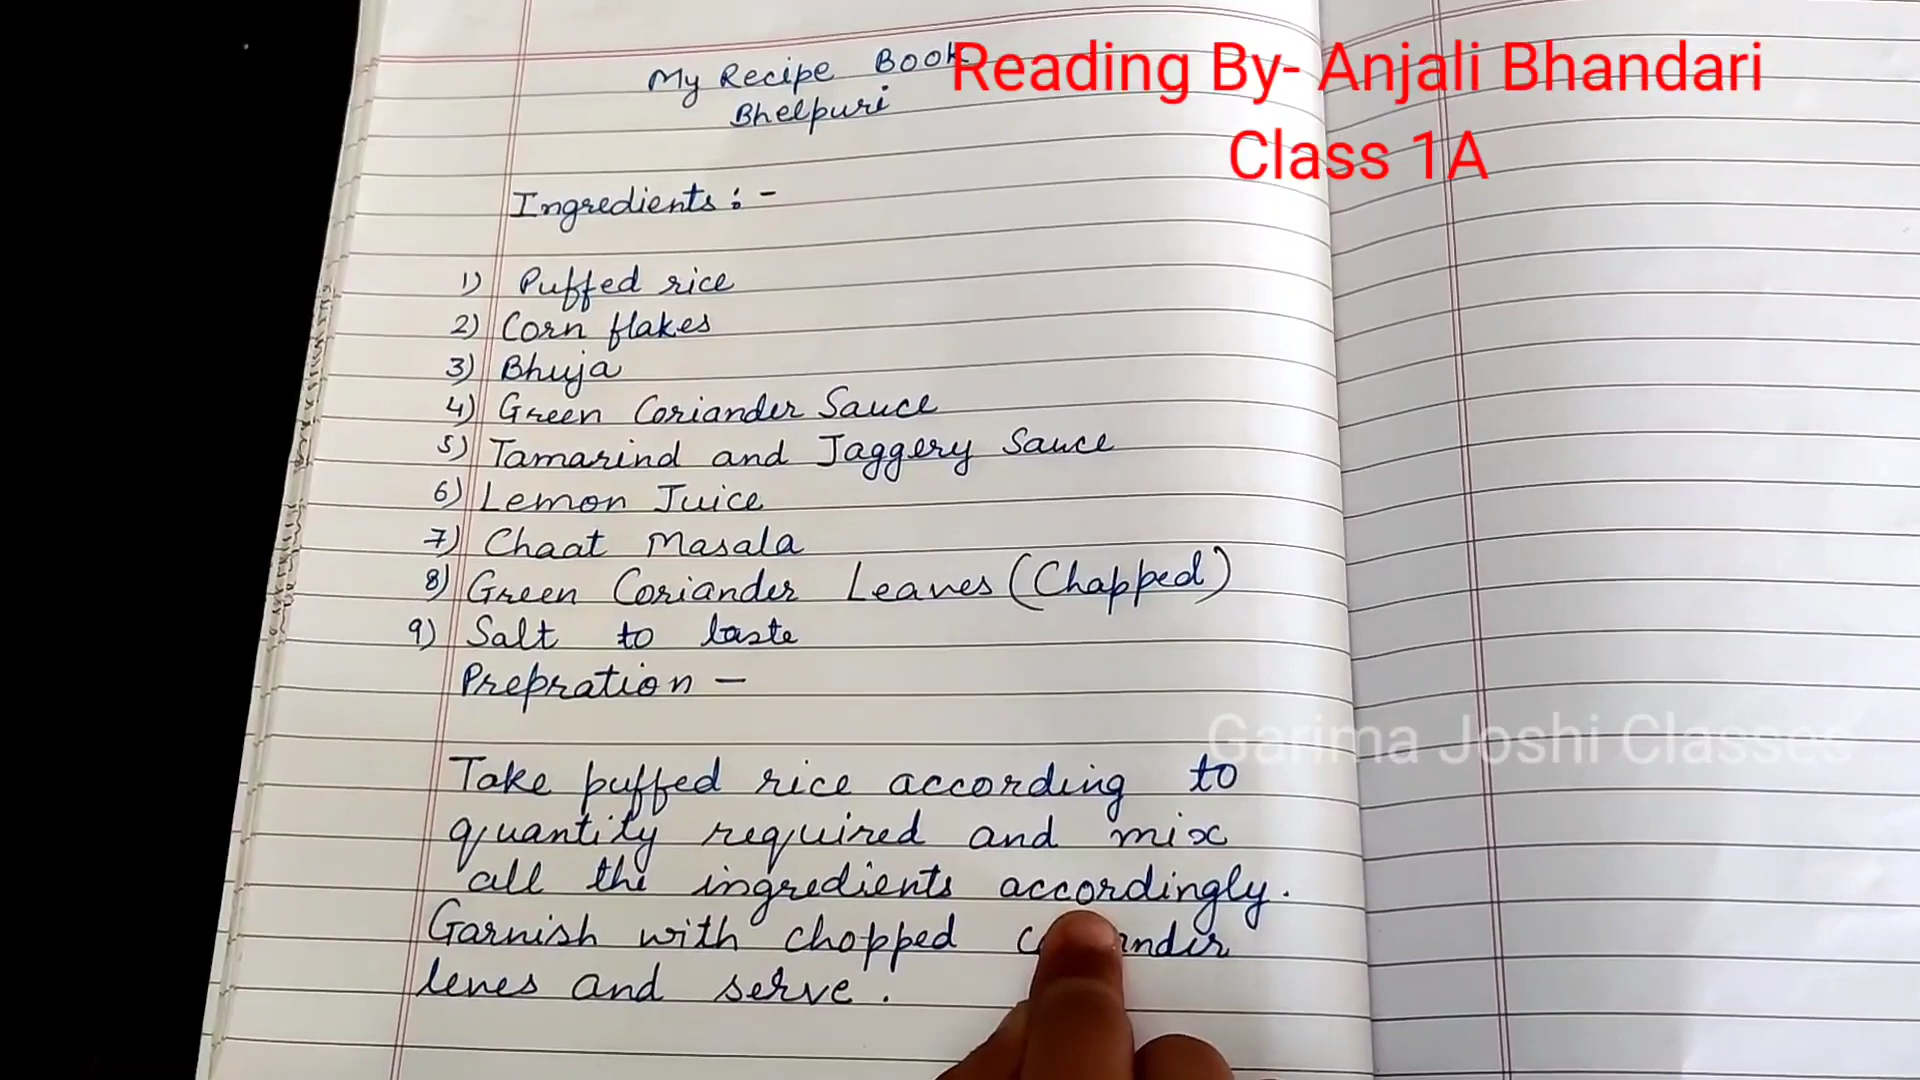 My Recipe Book
Bhelpuri
Reading By- Anjali Bhandari
Class 1A
Ingredients :-
1) Puffed rice
2) Corn flakes
3) Bhuja
4) Green Coriander Sauce
5) Tamarind and Jaggery Sauce
6) Lemon Juice
7) Chaat Masala
8) Green Coriander Leaves (Chapped)
9) Salt to taste
Prepration -
Garima Joshi Classes
Take puffed rice according to
quantity required and mix
all the ingredients accordingly.
Garnish with chopped
lenes and serve.